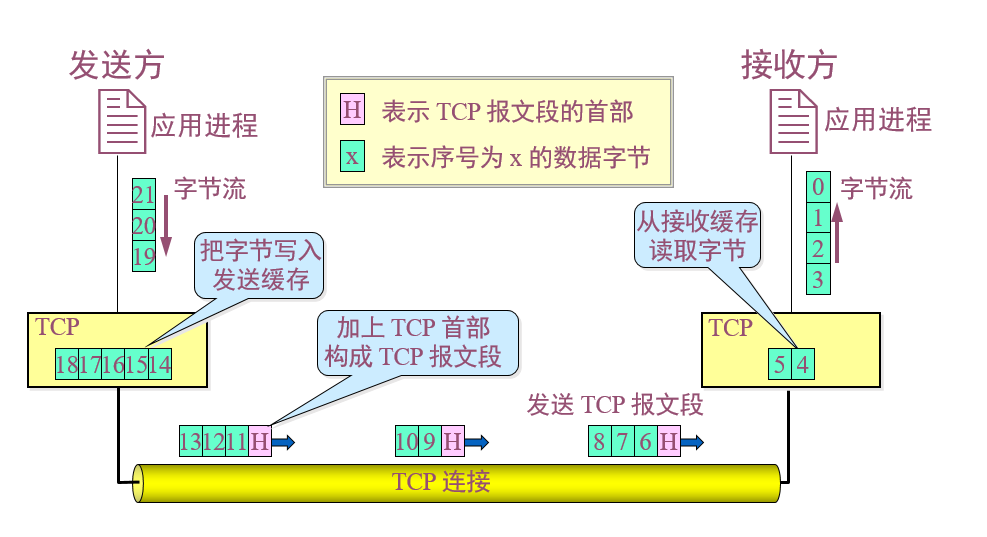 发送方
接收方
应用进程
应用进程
H 表示 TCP 报文段的首部
x 表示序号为 x 的数据字节
21
20
19
字节流
0
1
2
3
字节流
把字节写入
发送缓存
从接收缓存
读取字节
TCP
18 17 16 15 14
加上 TCP 首部
构成 TCP 报文段
TCP
5 4
发送 TCP 报文段
13 12 11 H
10 9 H
8 7 6 H
TCP 连接